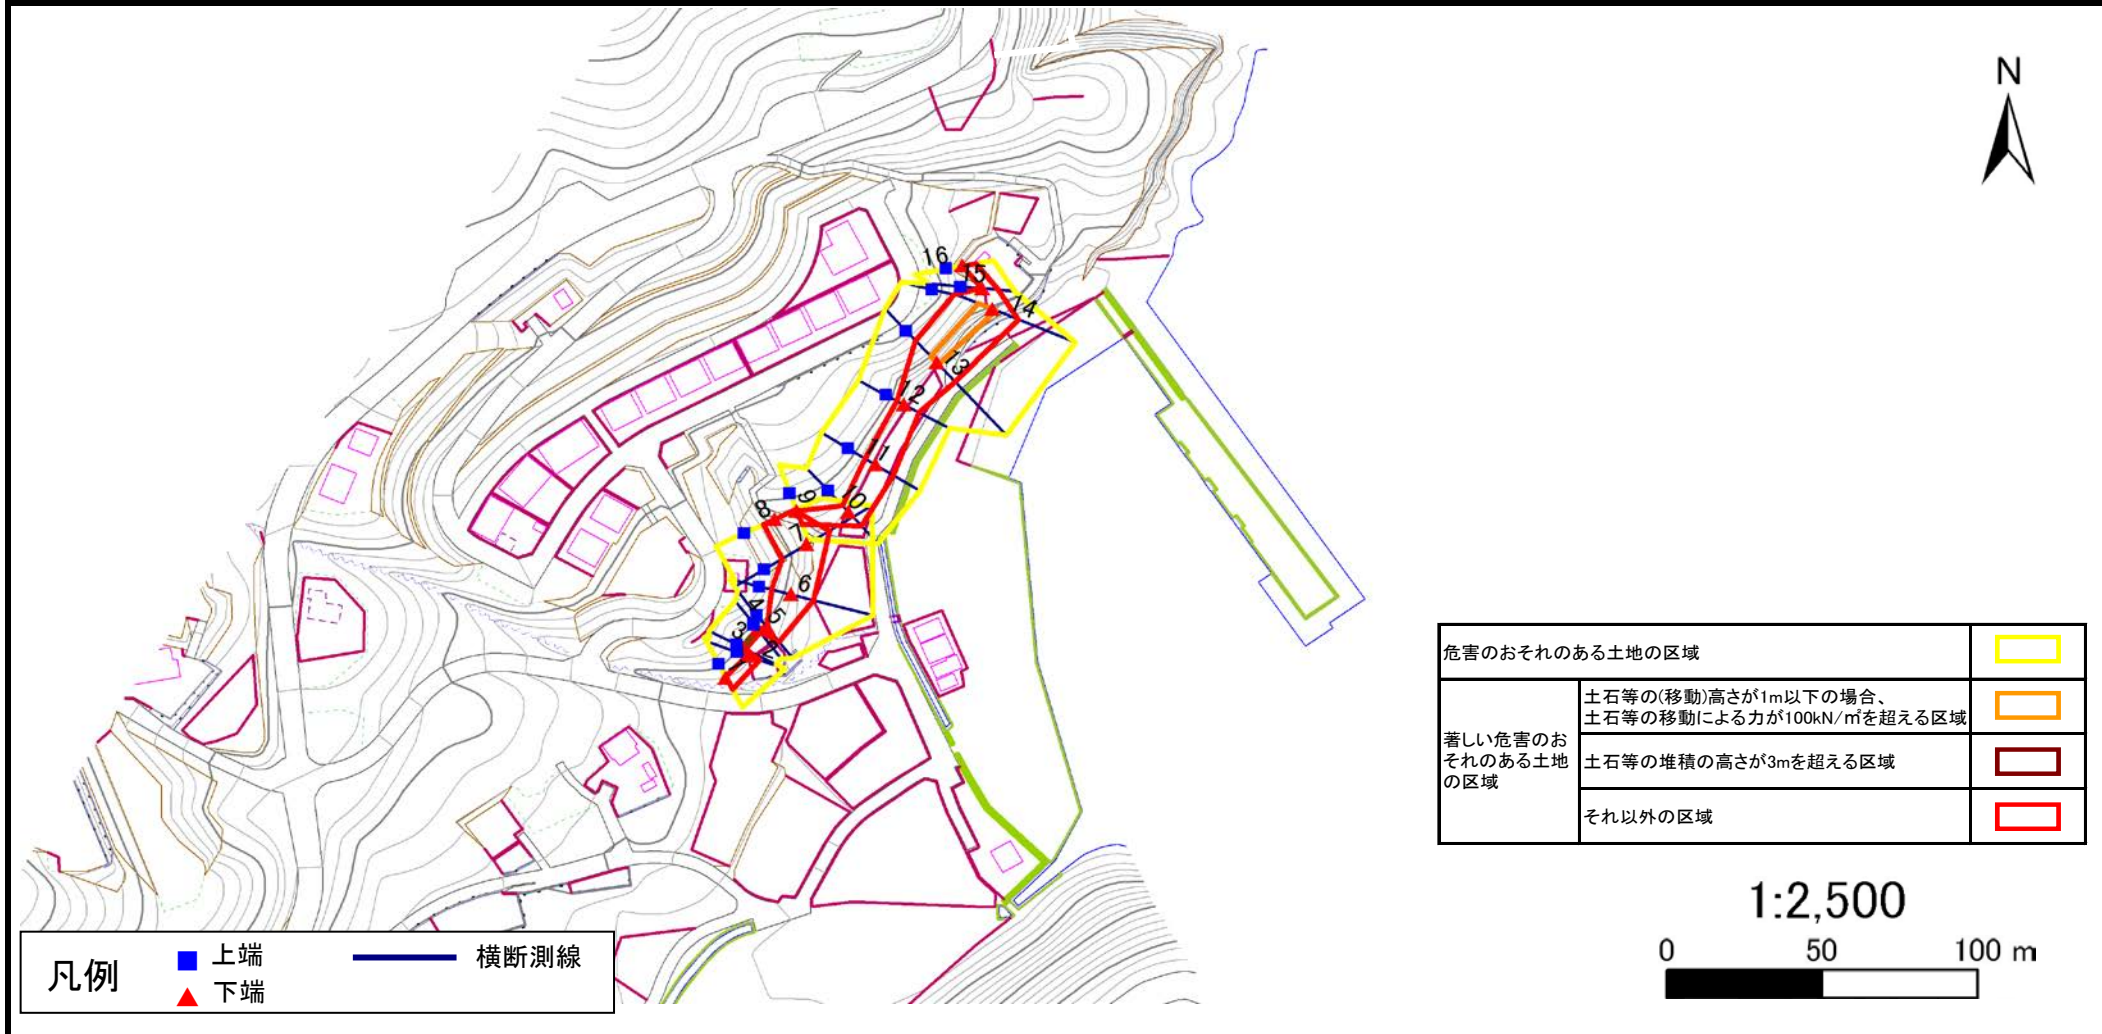 N
16
15
14
13
12
11
10
9
8
7
6
5
4
3
2
危害のおそれのある土地の区域
著しい危害のお
それのある土地
の区域
土石等の(移動)高さが1m以下の場合、
土石等の移動による力が100kN/㎡を超える区域
土石等の堆積の高さが3mを超える区域
それ以外の区域
1:2,500
0 50 100 m
凡例
上端
下端
横断測線